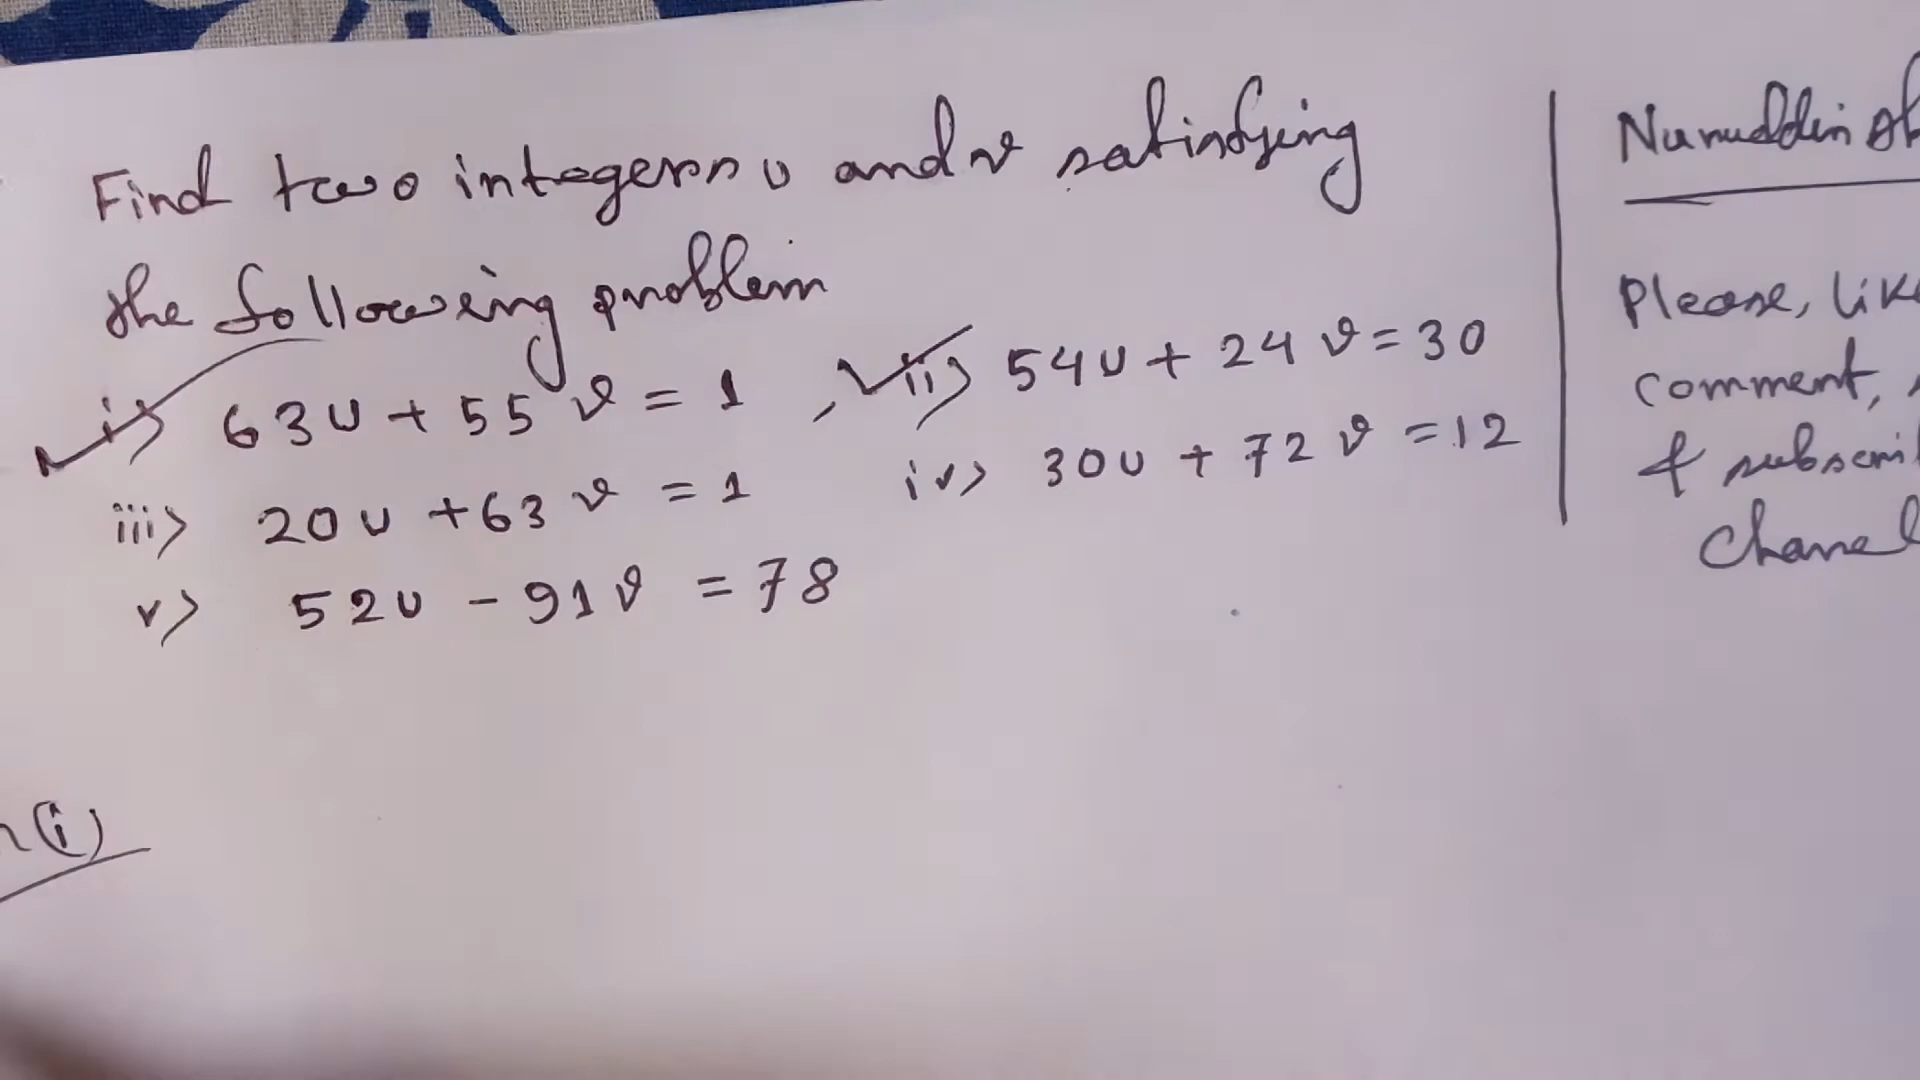 Find two integers u and v satisfying
the following problem
i> 63u + 55v = 1 , ii> 54u + 24v = 30
iii> 20u + 63v = 1 iv> 30u + 72v = 12
v> 52u - 91v = 78
(i)
Nuruddin
Please, like
comment,
&
chanel